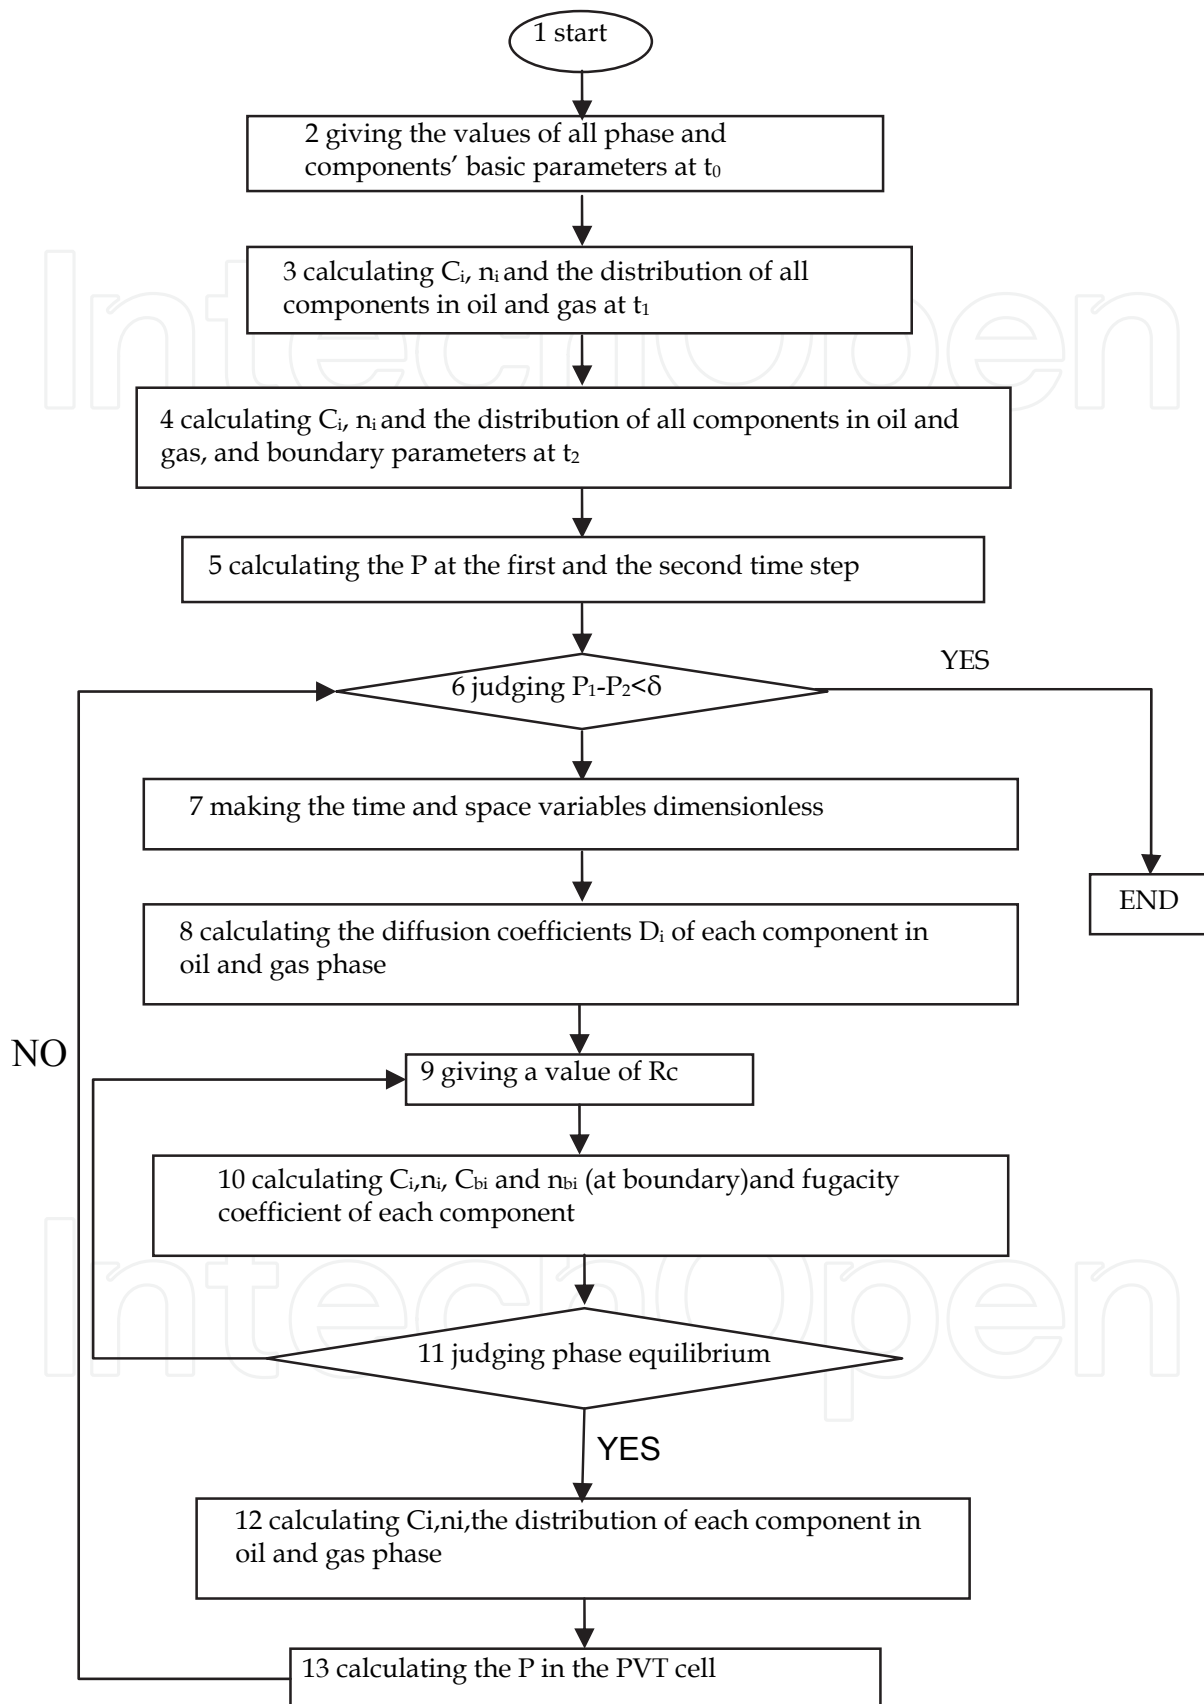 1 start
2 giving the values of all phase and
components’ basic parameters at t₀
3 calculating Cᵢ, nᵢ and the distribution of all
components in oil and gas at t₁
4 calculating Cᵢ, nᵢ and the distribution of all components in oil and
gas, and boundary parameters at t₂
5 calculating the P at the first and the second time step
6 judging P₁-P₂<δ
YES
7 making the time and space variables dimensionless
END
8 calculating the diffusion coefficients Dᵢ of each component in
oil and gas phase
NO
9 giving a value of Rc
10 calculating Cᵢ,nᵢ, C_bi and n_bi (at boundary)and fugacity
coefficient of each component
11 judging phase equilibrium
YES
12 calculating Ci,ni,the distribution of each component in
oil and gas phase
13 calculating the P in the PVT cell
IntechOpen
IntechOpen